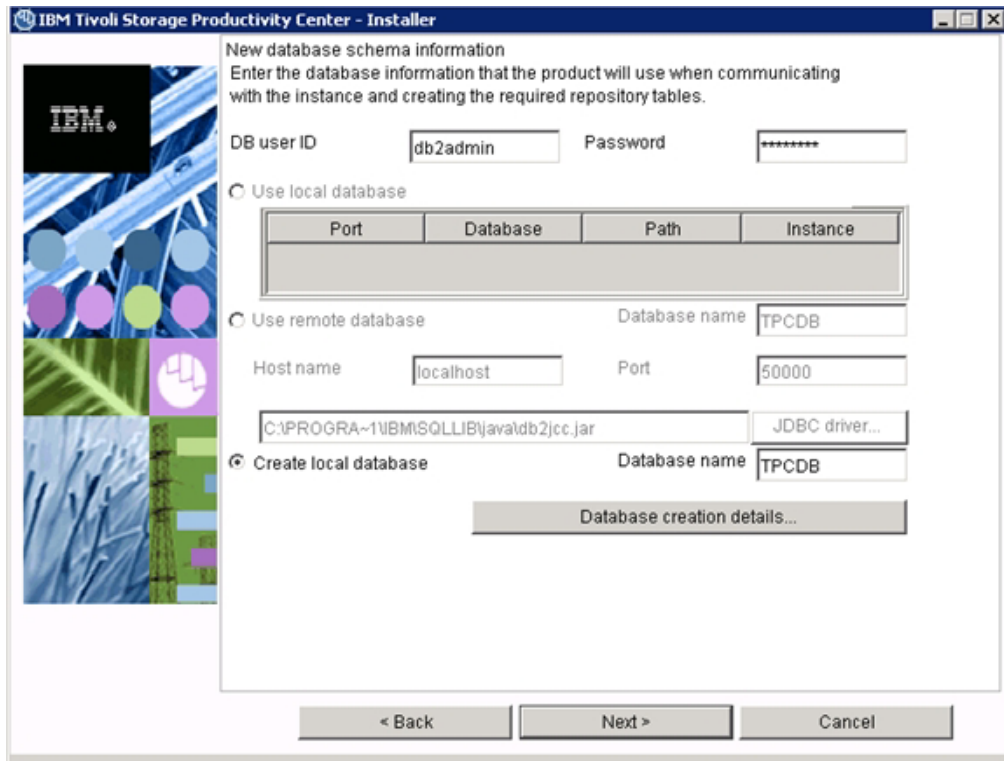 IBM Tivoli Storage Productivity Center - Installer
IBM
New database schema information
Enter the database information that the product will use when communicating
with the instance and creating the required repository tables.
DB user ID db2admin Password ********
Use local database
Port Database Path Instance
Use remote database Database name TPCDB
Host name localhost Port 50000
C:\PROGRA~1\IBM\SQLLIB\java\db2jcc.jar JDBC driver...
Create local database Database name TPCDB
Database creation details...
< Back Next > Cancel